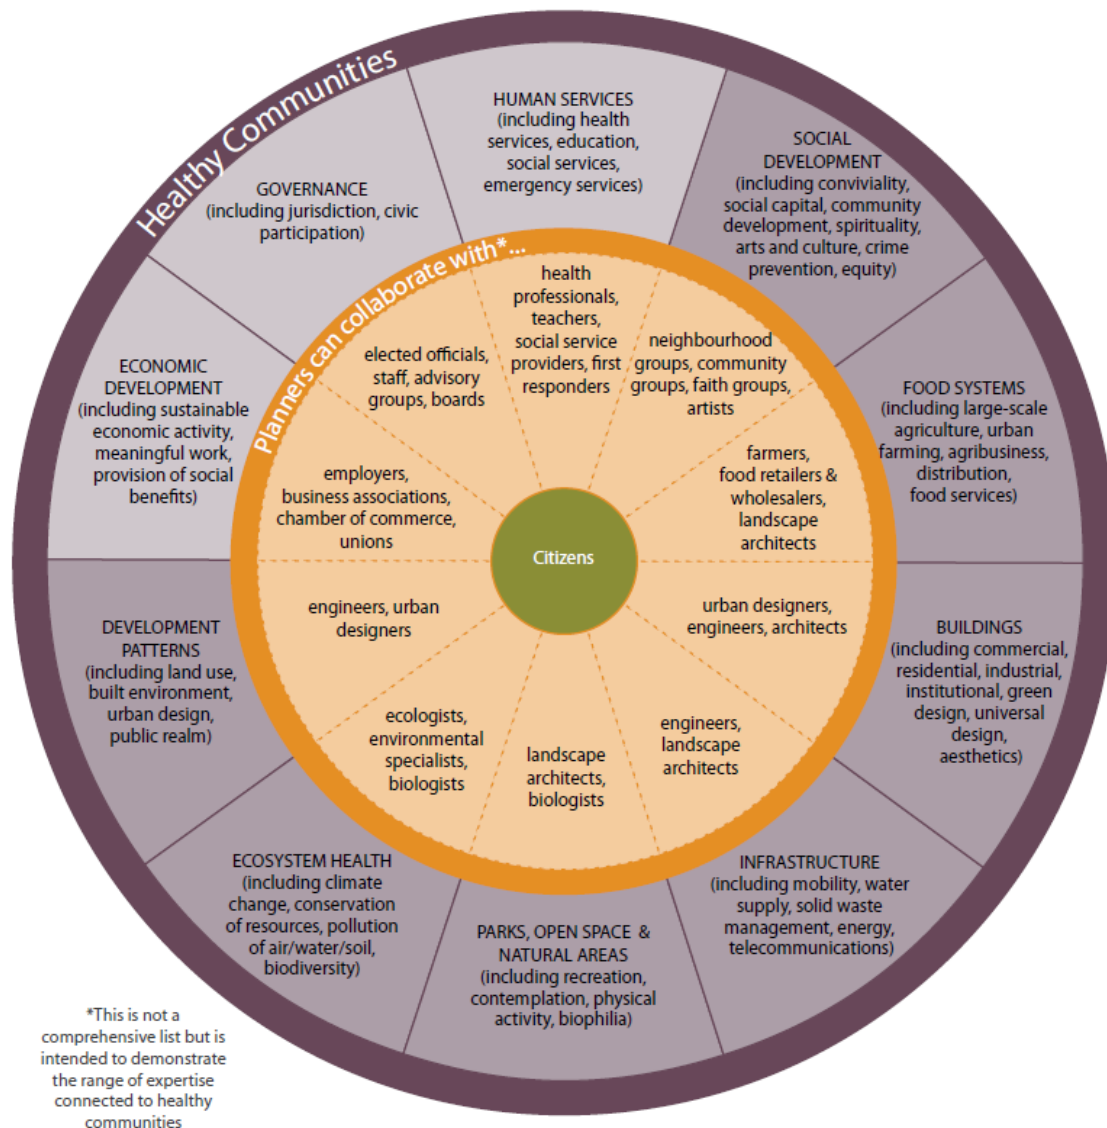 Healthy Communities
HUMAN SERVICES
(including health
services, education,
social services,
emergency services)
SOCIAL
DEVELOPMENT
(including conviviality,
social capital, community
development, spirituality,
arts and culture, crime
prevention, equity)
FOOD SYSTEMS
(including large-scale
agriculture, urban
farming, agribusiness,
distribution,
food services)
BUILDINGS
(including commercial,
residential, industrial,
institutional, green
design, universal
design,
aesthetics)
INFRASTRUCTURE
(including mobility, water
supply, solid waste
management, energy,
telecommunications)
PARKS, OPEN SPACE &
NATURAL AREAS
(including recreation,
contemplation, physical
activity, biophilia)
ECOSYSTEM HEALTH
(including climate
change, conservation
of resources, pollution
of air/water/soil,
biodiversity)
DEVELOPMENT
PATTERNS
(including land use,
built environment,
urban design,
public realm)
ECONOMIC
DEVELOPMENT
(including sustainable
economic activity,
meaningful work,
provision of social
benefits)
GOVERNANCE
(including jurisdiction, civic
participation)
Planners can collaborate with*...
health
professionals,
teachers,
social service
providers, first
responders
neighbourhood
groups, community
groups, faith groups,
artists
farmers,
food retailers &
wholesalers,
landscape
architects
urban designers,
engineers, architects
engineers,
landscape
architects
landscape
architects,
biologists
ecologists,
environmental
specialists,
biologists
engineers, urban
designers
employers,
business associations,
chamber of commerce,
unions
elected officials,
staff, advisory
groups, boards
Citizens
*This is not a
comprehensive list but is
intended to demonstrate
the range of expertise
connected to healthy
communities